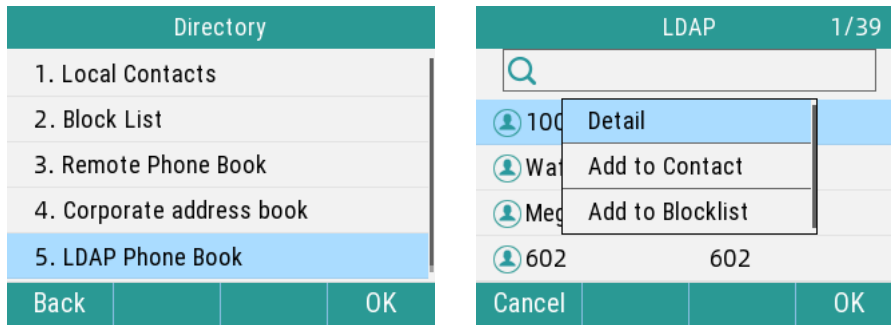 Directory
1. Local Contacts
2. Block List
3. Remote Phone Book
4. Corporate address book
5. LDAP Phone Book
Back OK
LDAP 1/39
Detail
Add to Contact
Add to Blocklist
602 602
Cancel OK